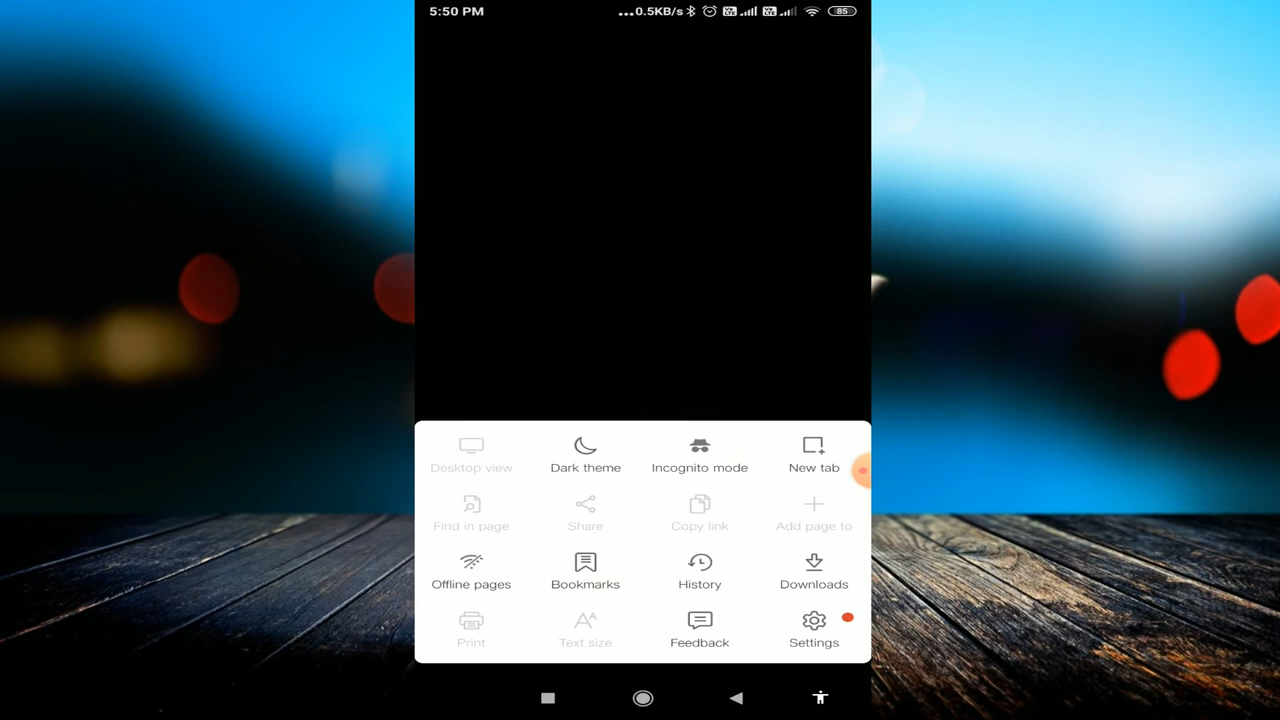 5:50 PM ...0.5KB/s 85
Desktop view Dark theme Incognito mode New tab
Find in page Share Copy link Add page to
Offline pages Bookmarks History Downloads
Print Text size Feedback Settings